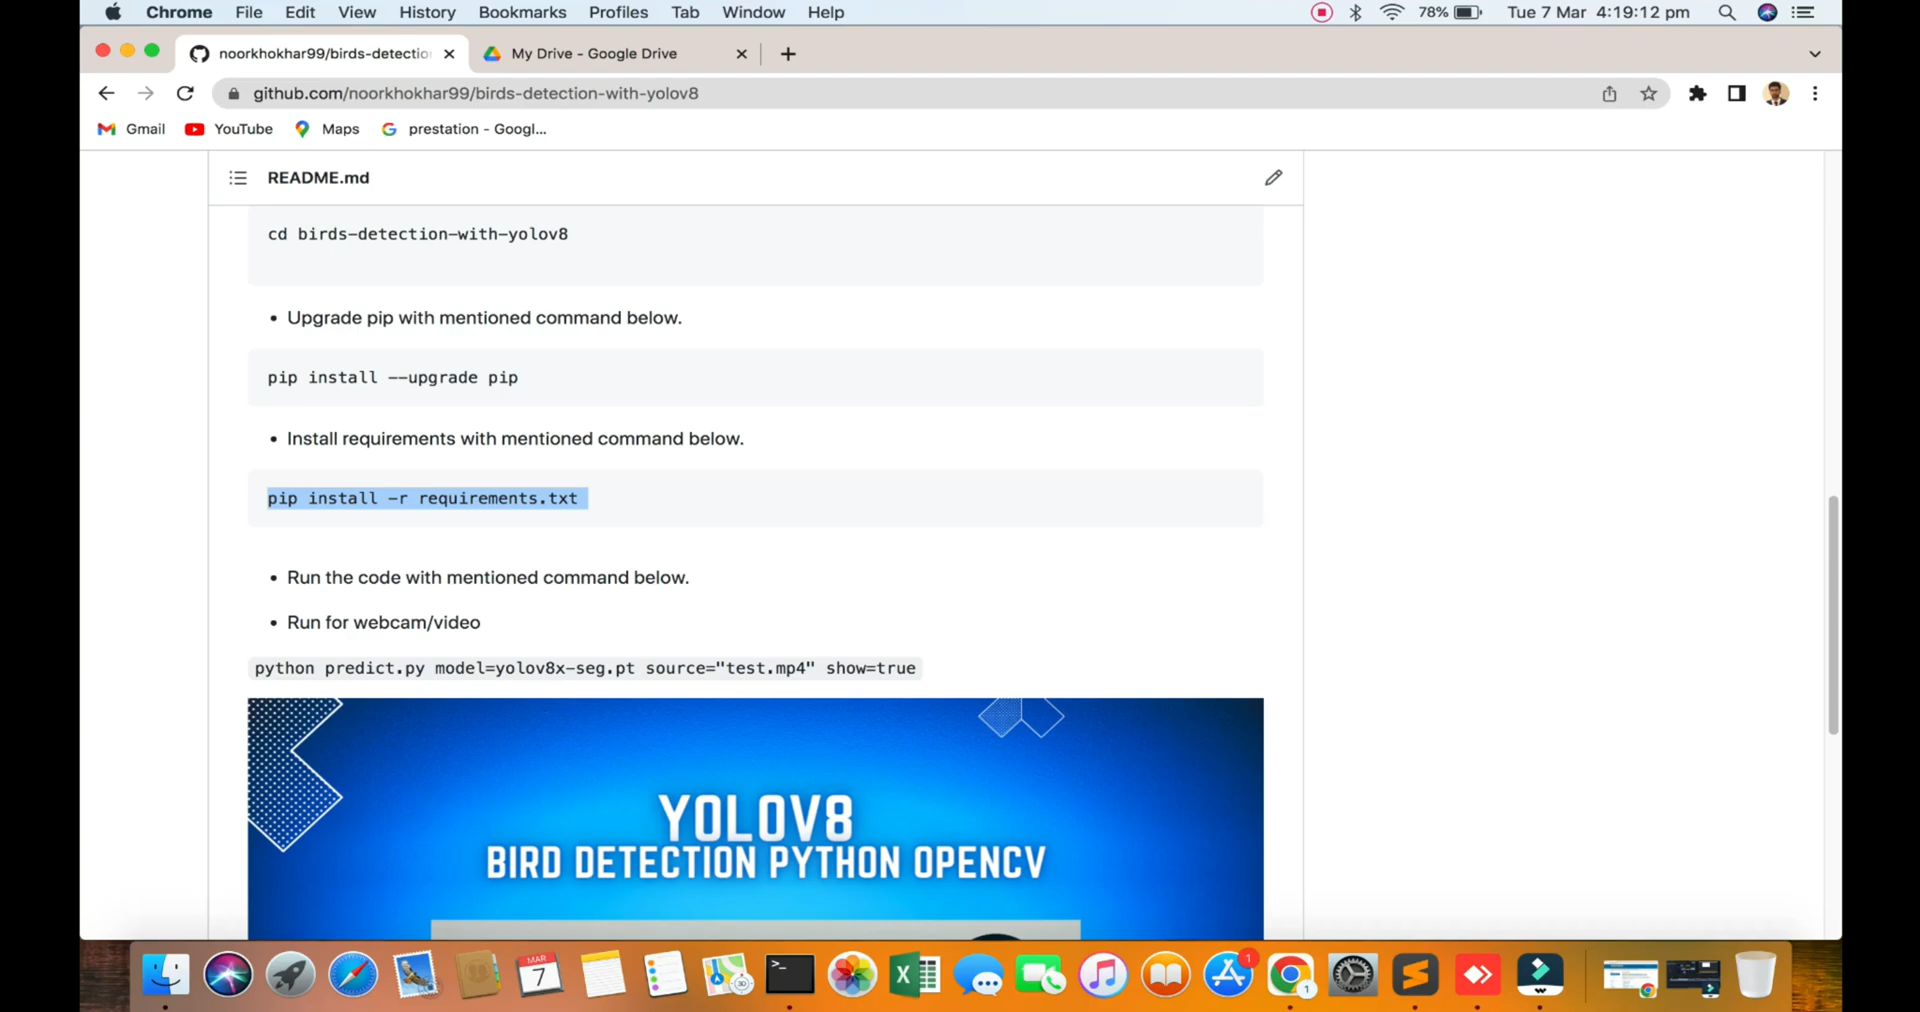 Chrome File Edit View History Bookmarks Profiles Tab Window Help 78% Tue 7 Mar 4:19:12 pm
noorkhokhar99/birds-detectio My Drive - Google Drive
github.com/noorkhokhar99/birds-detection-with-yolov8
Gmail YouTube Maps prestation - Googl...
README.md
cd birds-detection-with-yolov8
Upgrade pip with mentioned command below.
pip install --upgrade pip
Install requirements with mentioned command below.
pip install -r requirements.txt
Run the code with mentioned command below.
Run for webcam/video
python predict.py model=yolov8x-seg.pt source="test.mp4" show=true
YOLOV8
BIRD DETECTION PYTHON OPENCV
MAR
7
1
1